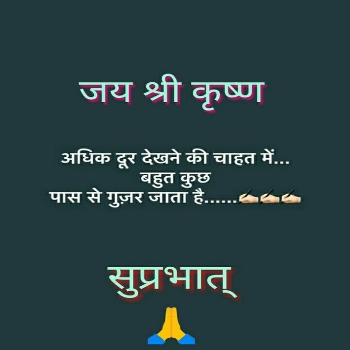 जय श्री कृष्ण
अधिक दूर देखने की चाहत में...
बहुत कुछ
पास से गुज़र जाता है......✍🏻✍🏻✍🏻
सुप्रभात्
🙏